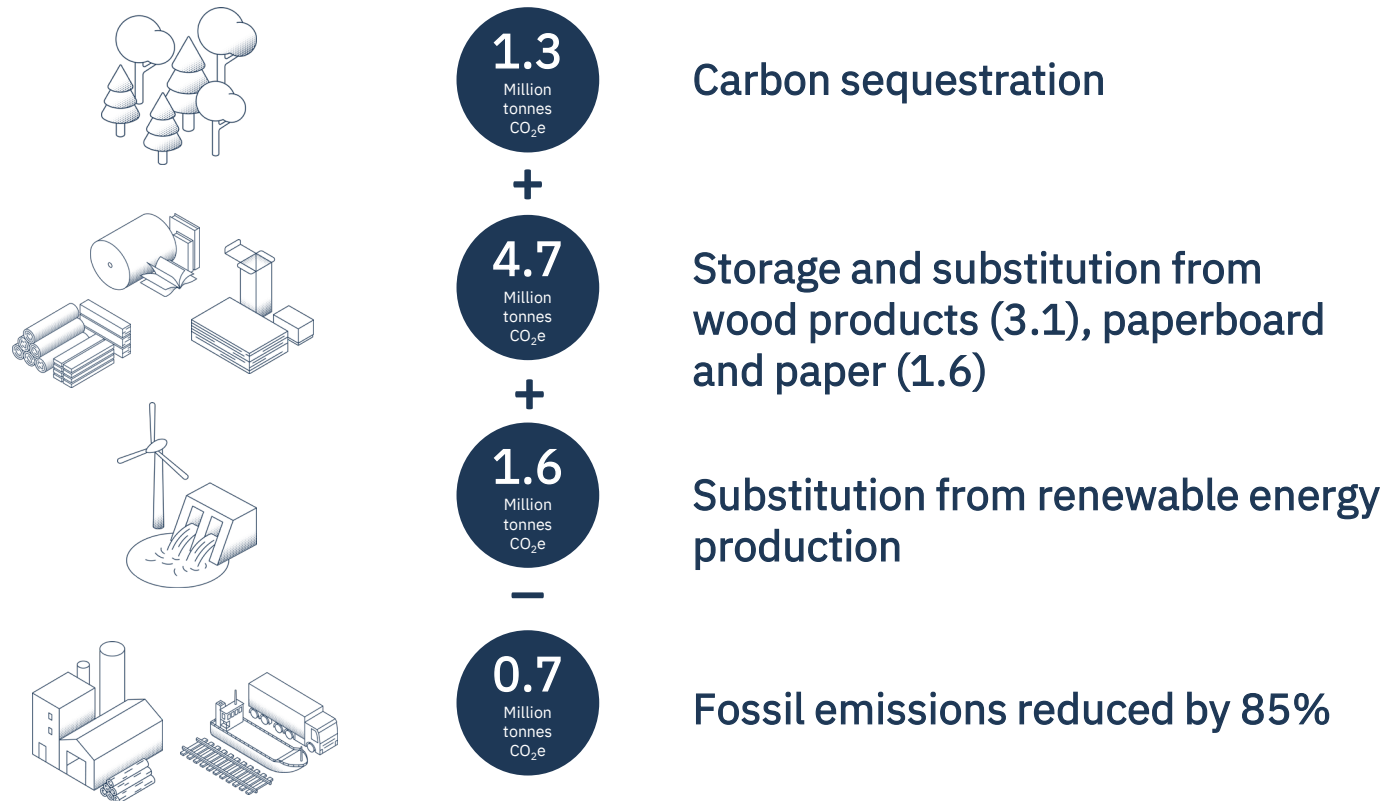 1.3
Million
tonnes
CO₂e
Carbon sequestration
+
4.7
Million
tonnes
CO₂e
Storage and substitution from
wood products (3.1), paperboard
and paper (1.6)
+
1.6
Million
tonnes
CO₂e
Substitution from renewable energy
production
−
0.7
Million
tonnes
CO₂e
Fossil emissions reduced by 85%